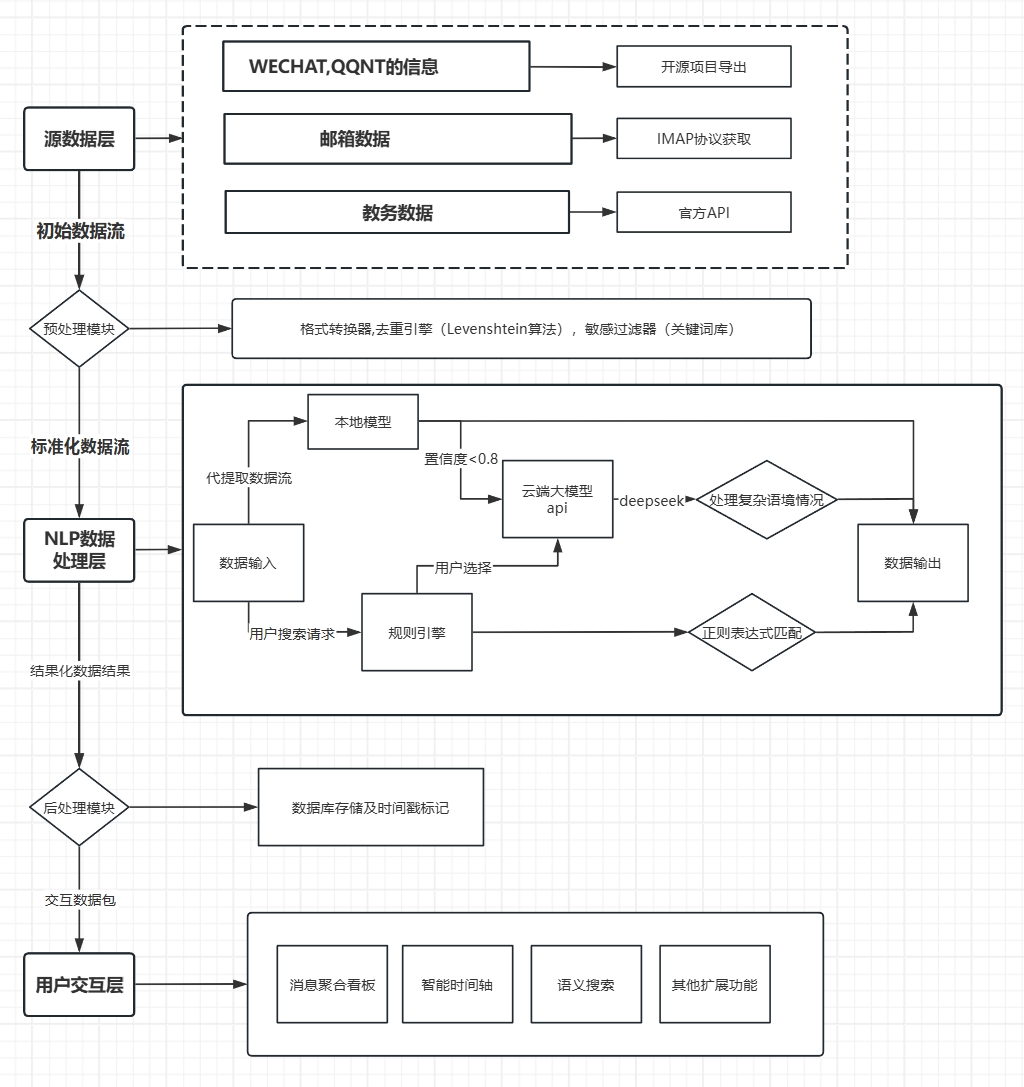 WECHAT,QQNT的信息
开源项目导出
源数据层
邮箱数据
IMAP协议获取
教务数据
官方API
初始数据流
预处理模块
格式转换器,去重引擎（Levenshtein算法），敏感过滤器（关键词库）
标准化数据流
本地模型
置信度<0.8
代提取数据流
云端大模型
api
deepseek
处理复杂语境情况
NLP数据
处理层
数据输入
用户选择
数据输出
用户搜索请求
规则引擎
正则表达式匹配
结果化数据结果
后处理模块
数据库存储及时间戳标记
交互数据包
用户交互层
消息聚合看板
智能时间轴
语义搜索
其他扩展功能